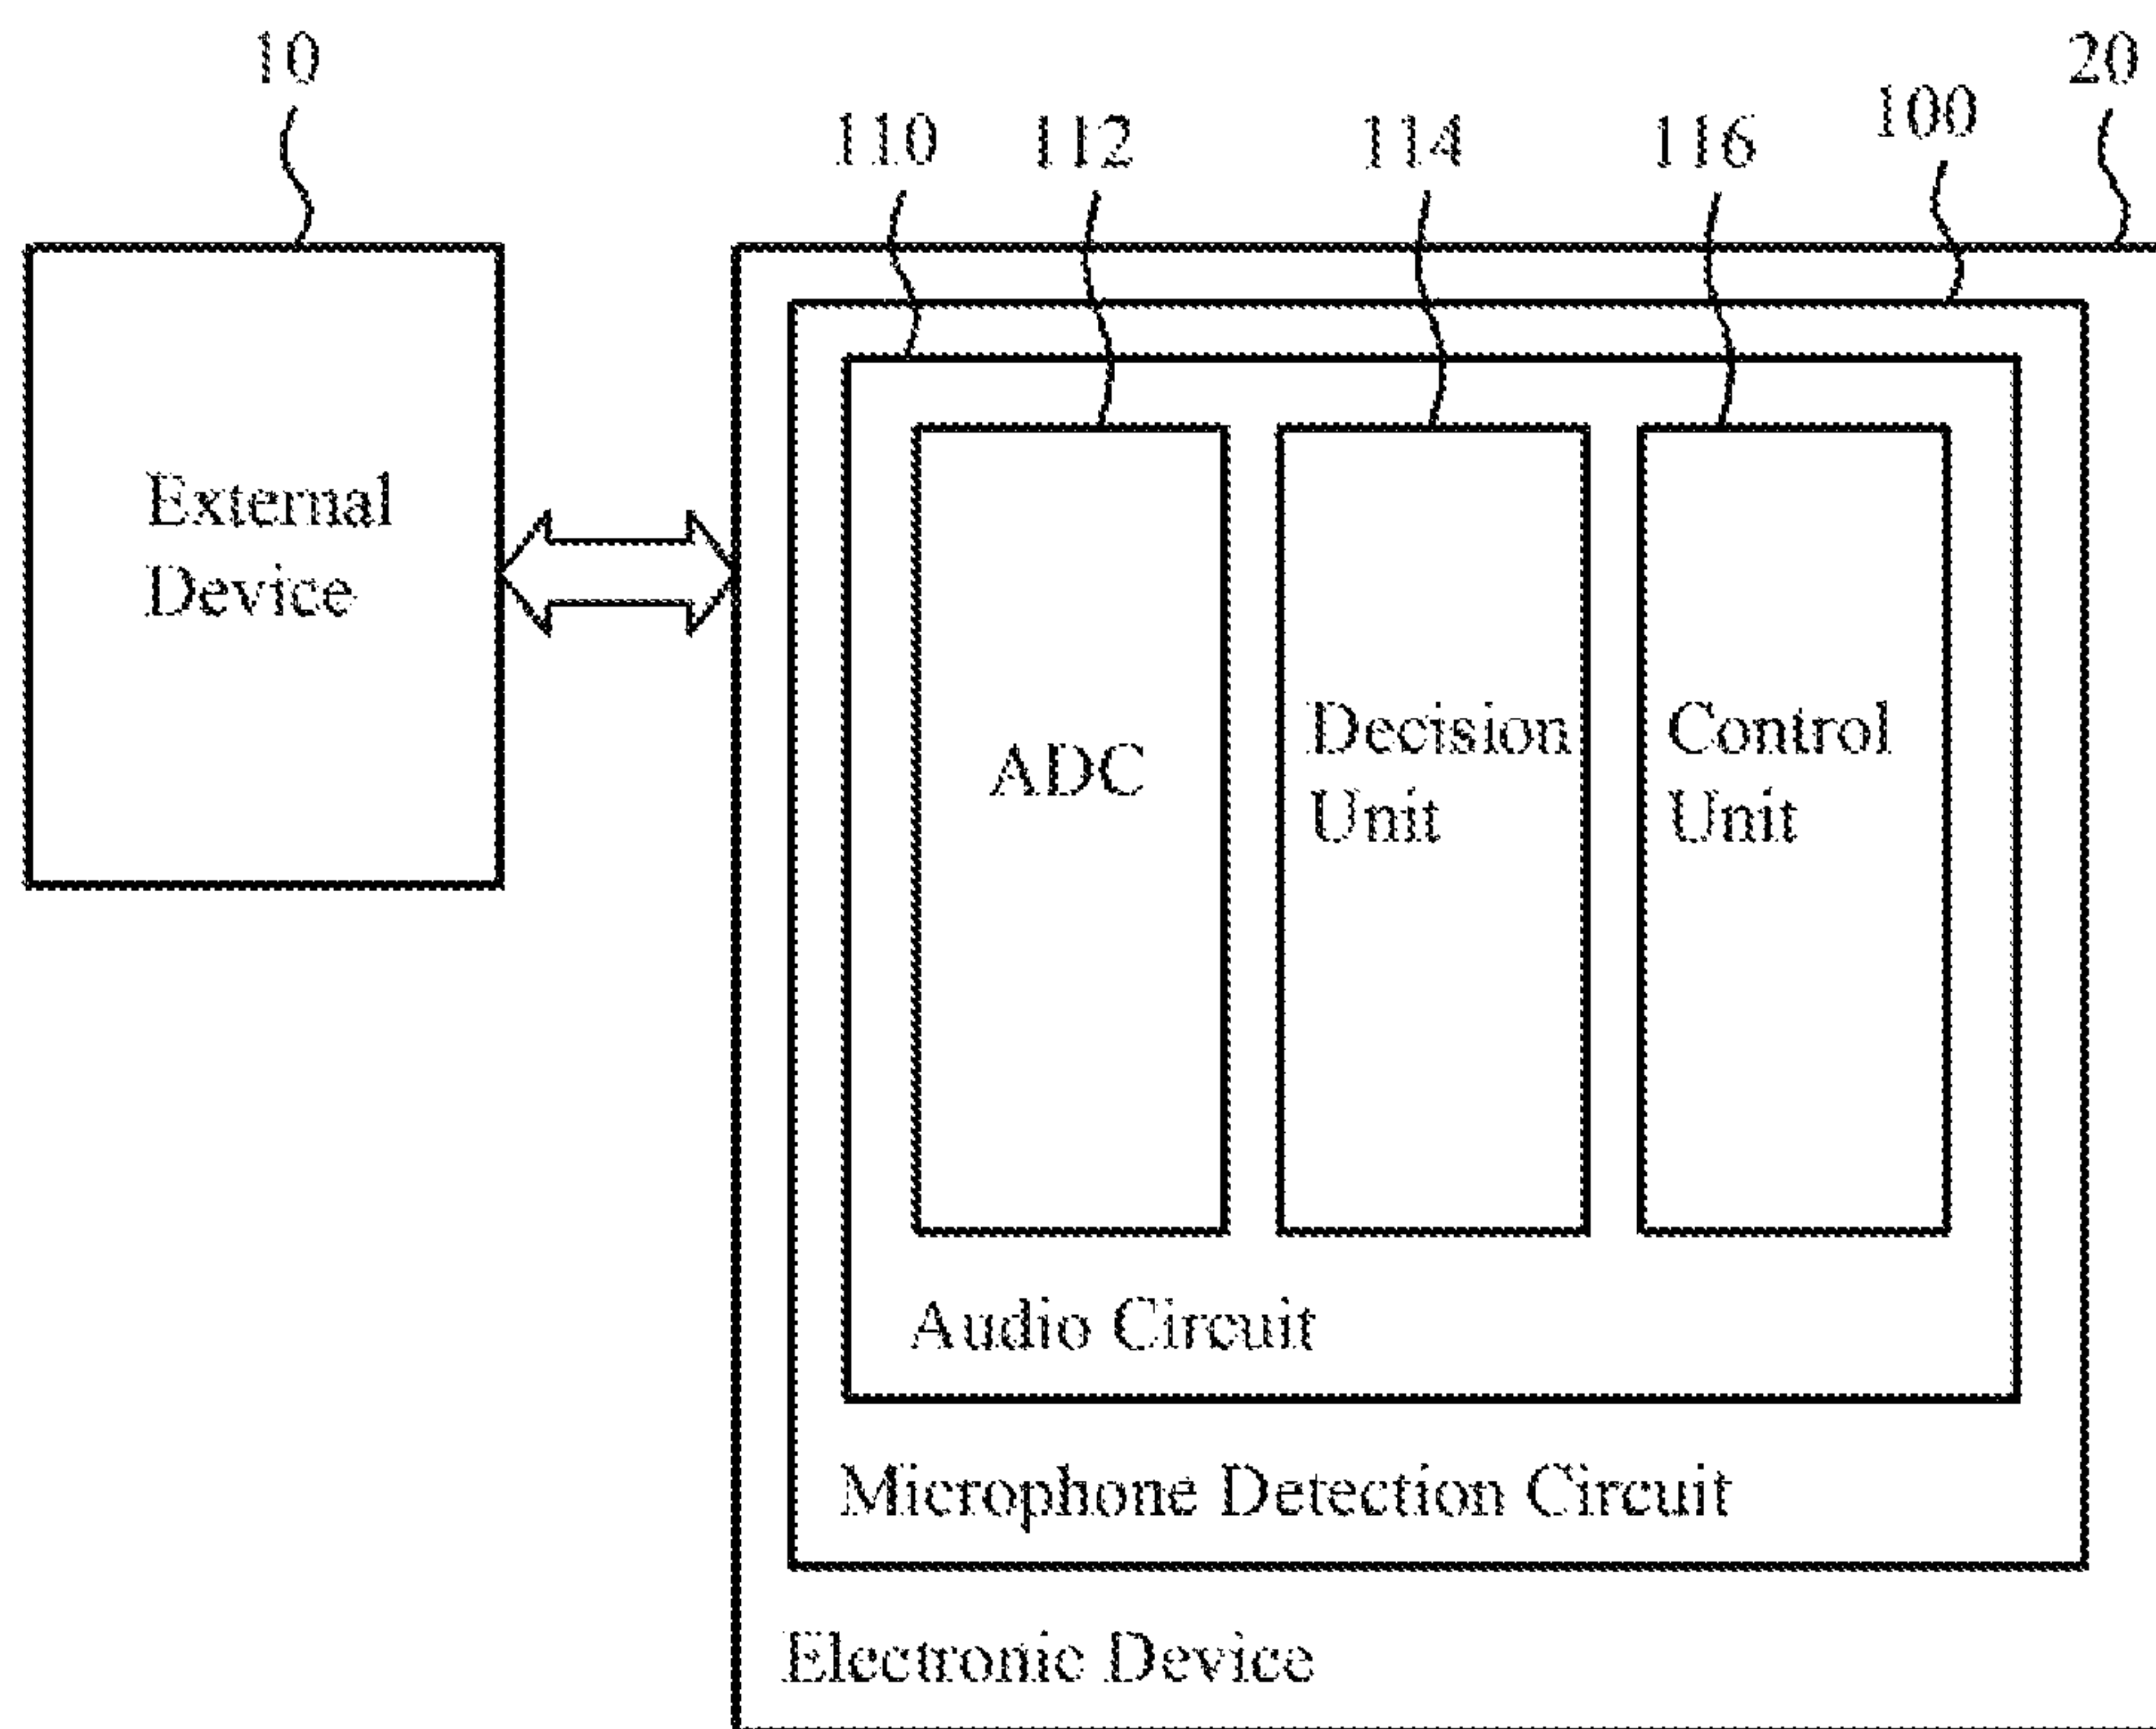 10
20
110
112
114
116
100
External
Device
ADC
Decision
Unit
Control
Unit
Audio Circuit
Microphone Detection Circuit
Electronic Device